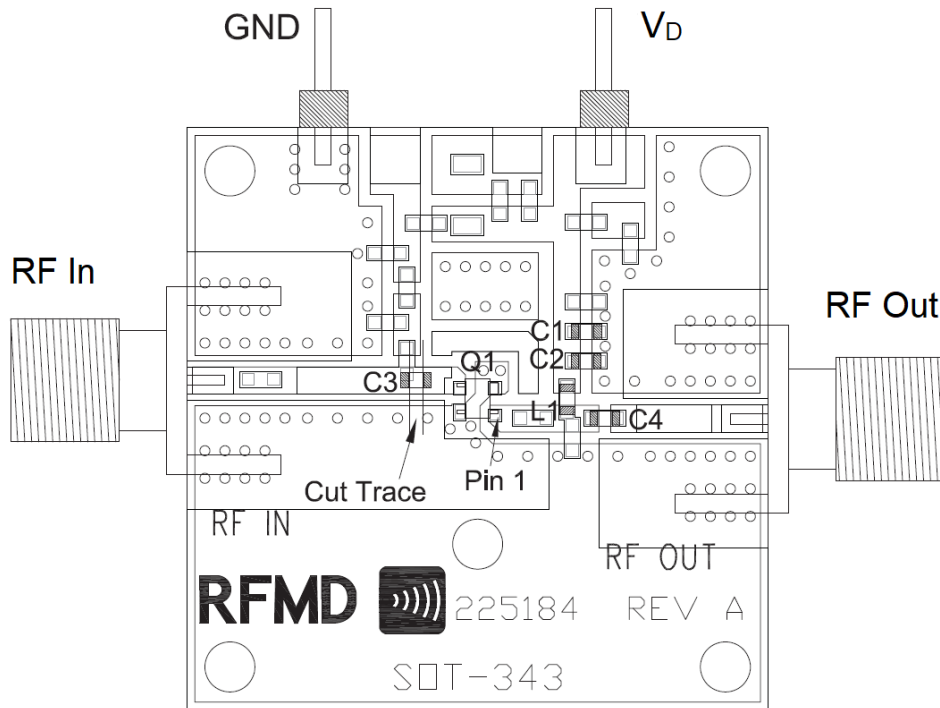 GND
V_D
RF In
RF Out
C1
C2
Q1
C3
L1
C4
Cut Trace
Pin 1
RF IN
RF OUT
RFMD
225184 REV A
SOT-343